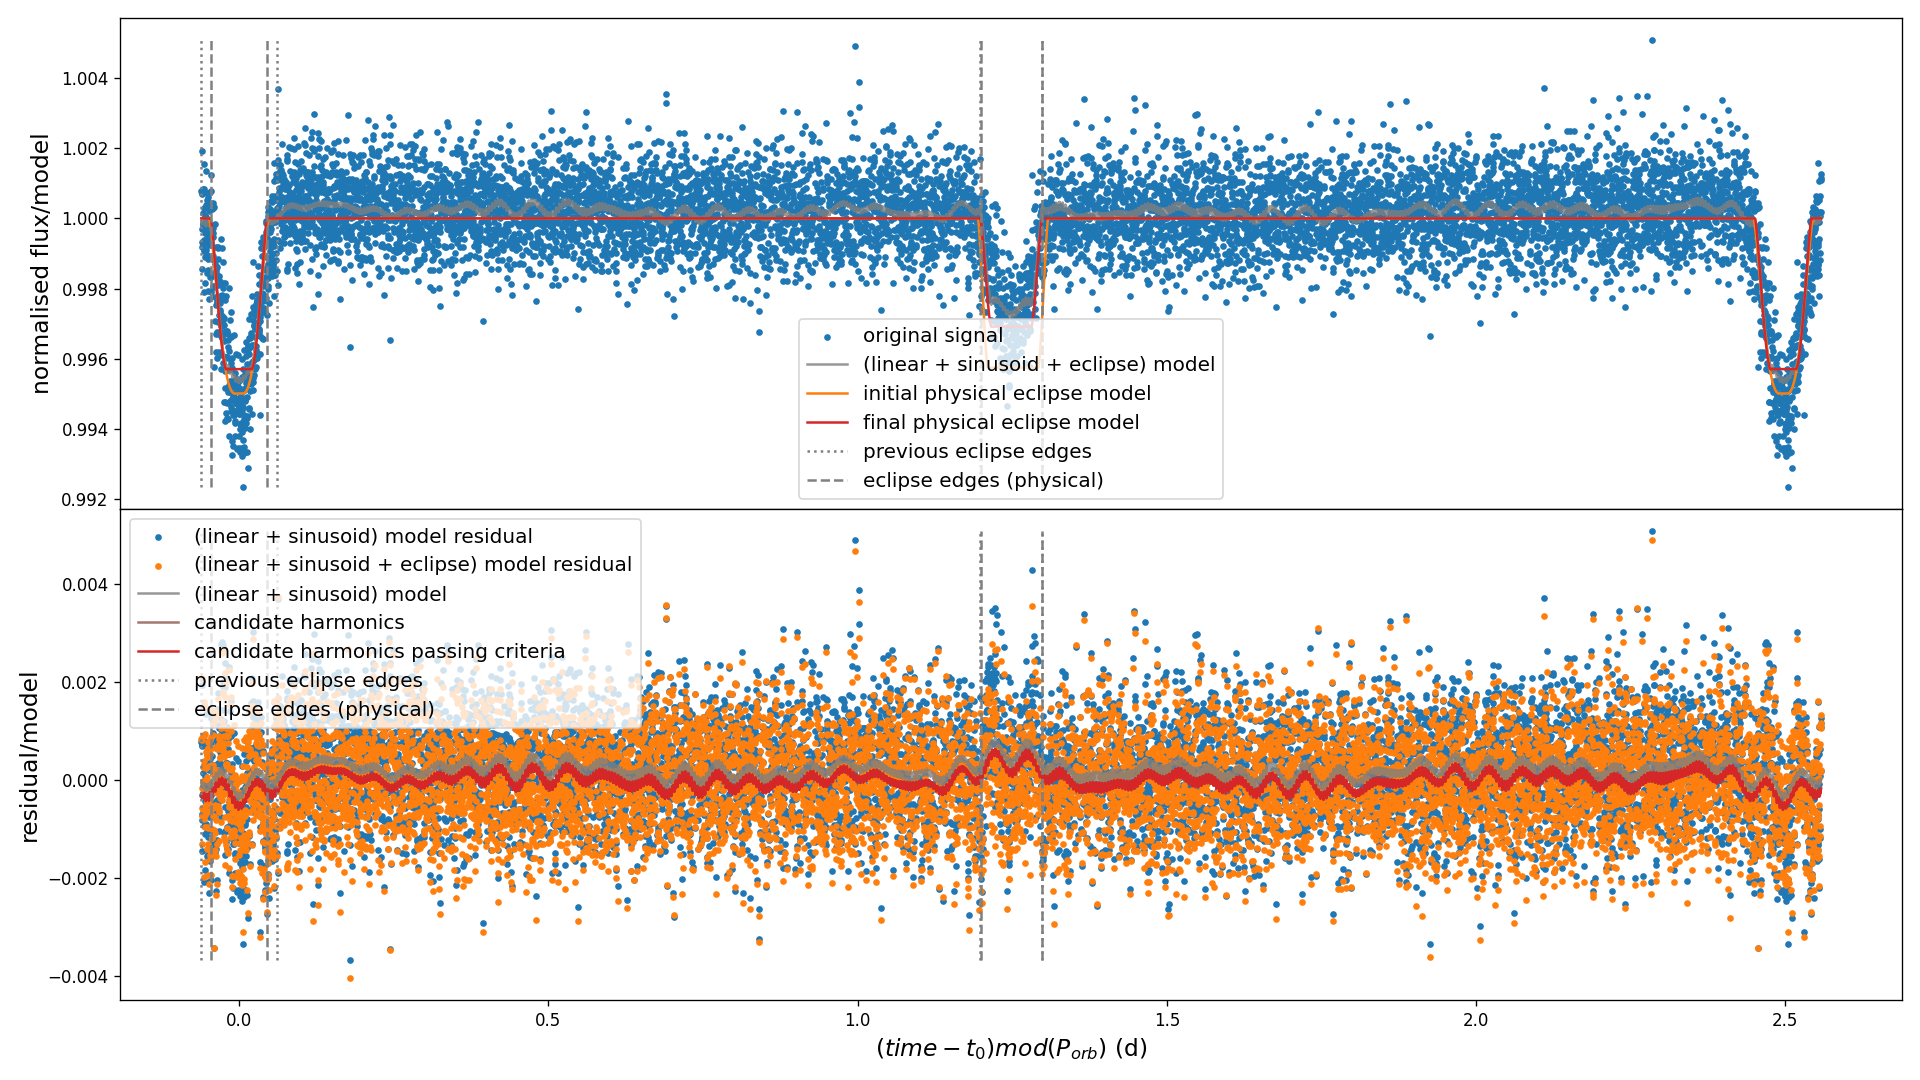 normalised flux/model
1.004
1.002
1.000
0.998
0.996
0.994
0.992
original signal
(linear + sinusoid + eclipse) model
initial physical eclipse model
final physical eclipse model
previous eclipse edges
eclipse edges (physical)
residual/model
0.004
0.002
0.000
−0.002
−0.004
(linear + sinusoid) model residual
(linear + sinusoid + eclipse) model residual
(linear + sinusoid) model
candidate harmonics
candidate harmonics passing criteria
previous eclipse edges
eclipse edges (physical)
0.0 0.5 1.0 1.5 2.0 2.5
(time − t₀)mod(Pₒᵣb) (d)